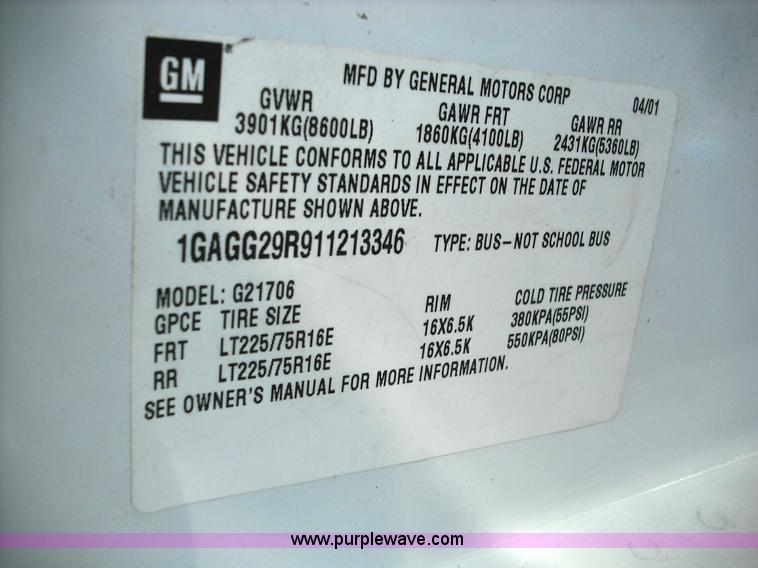 GM
MFD BY GENERAL MOTORS CORP 04/01
GVWR GAWR FRT GAWR RR
3901KG(8600LB) 1860KG(4100LB) 2431KG(5360LB)
THIS VEHICLE CONFORMS TO ALL APPLICABLE U.S. FEDERAL MOTOR
VEHICLE SAFETY STANDARDS IN EFFECT ON THE DATE OF
MANUFACTURE SHOWN ABOVE.
1GAGG29R911213346 TYPE: BUS-NOT SCHOOL BUS
MODEL: G21706
GPCE TIRE SIZE RIM COLD TIRE PRESSURE
FRT LT225/75R16E 16X6.5K 380KPA(55PSI)
RR LT225/75R16E 16X6.5K 550KPA(80PSI)
SEE OWNER'S MANUAL FOR MORE INFORMATION.
www.purplewave.com